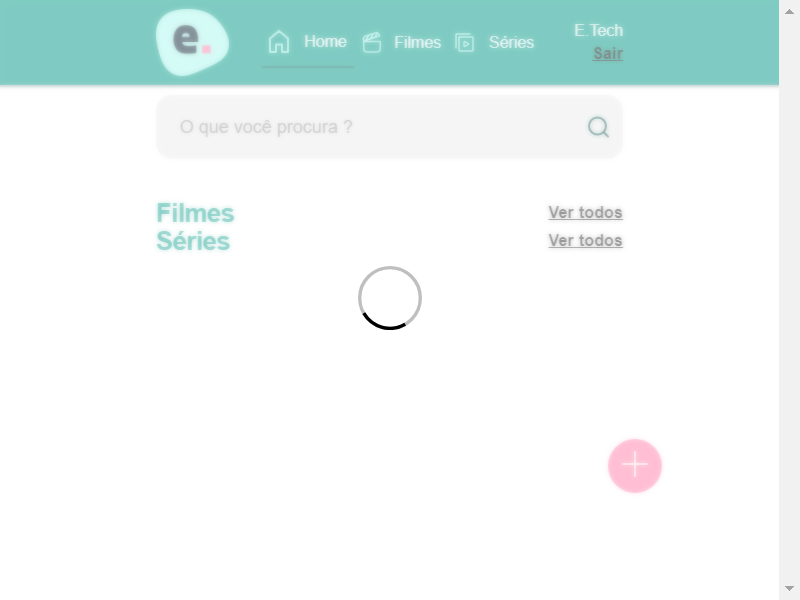 e.
Home
Filmes
Séries
E.Tech
Sair
O que você procura ?
Filmes
Ver todos
Séries
Ver todos